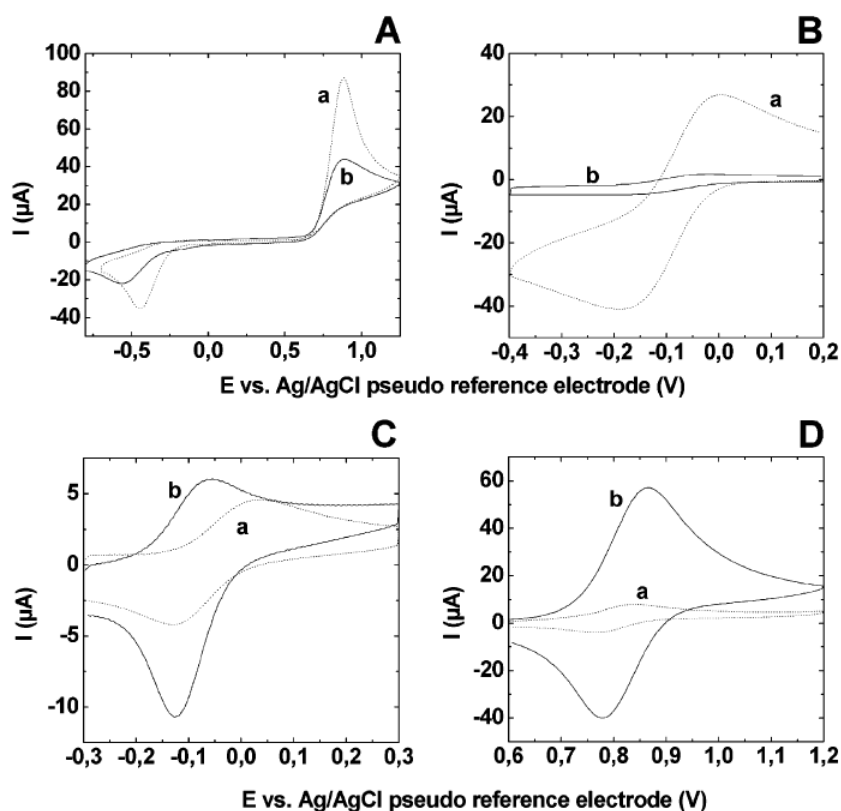 A
100
80
60
40
20
0
-20
-40
I (µA)
a
b
-0,5 0,0 0,5 1,0
B
40
20
0
-20
-40
I (µA)
a
b
-0,4 -0,3 -0,2 -0,1 0,0 0,1 0,2
E vs. Ag/AgCl pseudo reference electrode (V)
C
5
0
-5
-10
I (µA)
b
a
-0,3 -0,2 -0,1 0,0 0,1 0,2 0,3
D
60
40
20
0
-20
-40
I (µA)
b
a
0,6 0,7 0,8 0,9 1,0 1,1 1,2
E vs. Ag/AgCl pseudo reference electrode (V)